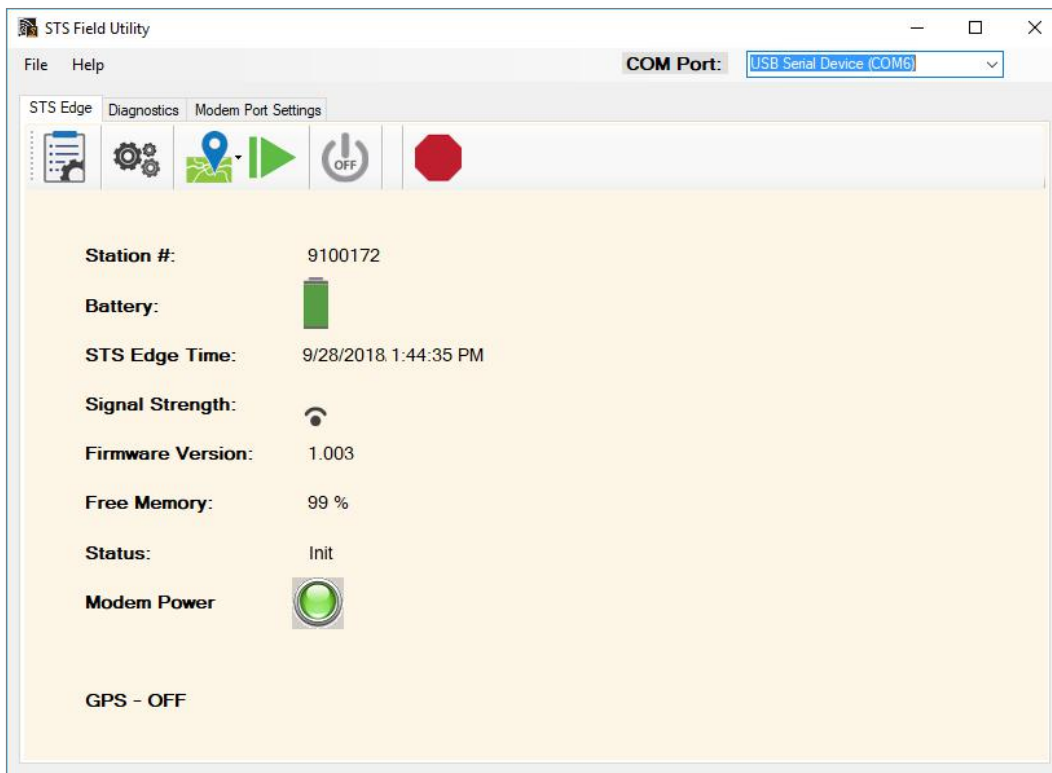 STS Field Utility
File Help COM Port: USB Serial Device (COM6)
STS Edge Diagnostics Modem Port Settings
OFF
Station #: 9100172
Battery:
STS Edge Time: 9/28/2018 1:44:35 PM
Signal Strength:
Firmware Version: 1.003
Free Memory: 99 %
Status: Init
Modem Power
GPS - OFF